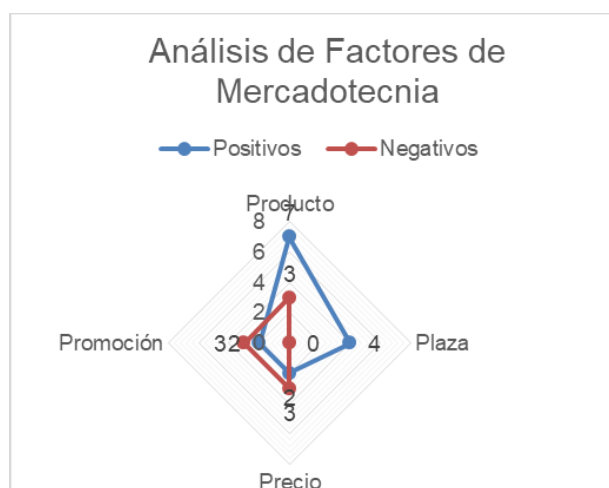 Análisis de Factores de
Mercadotecnia
Positivos Negativos
Producto
8 7
6
4 3
2
Promoción 32 0 0 4 Plaza
2
3
Precio